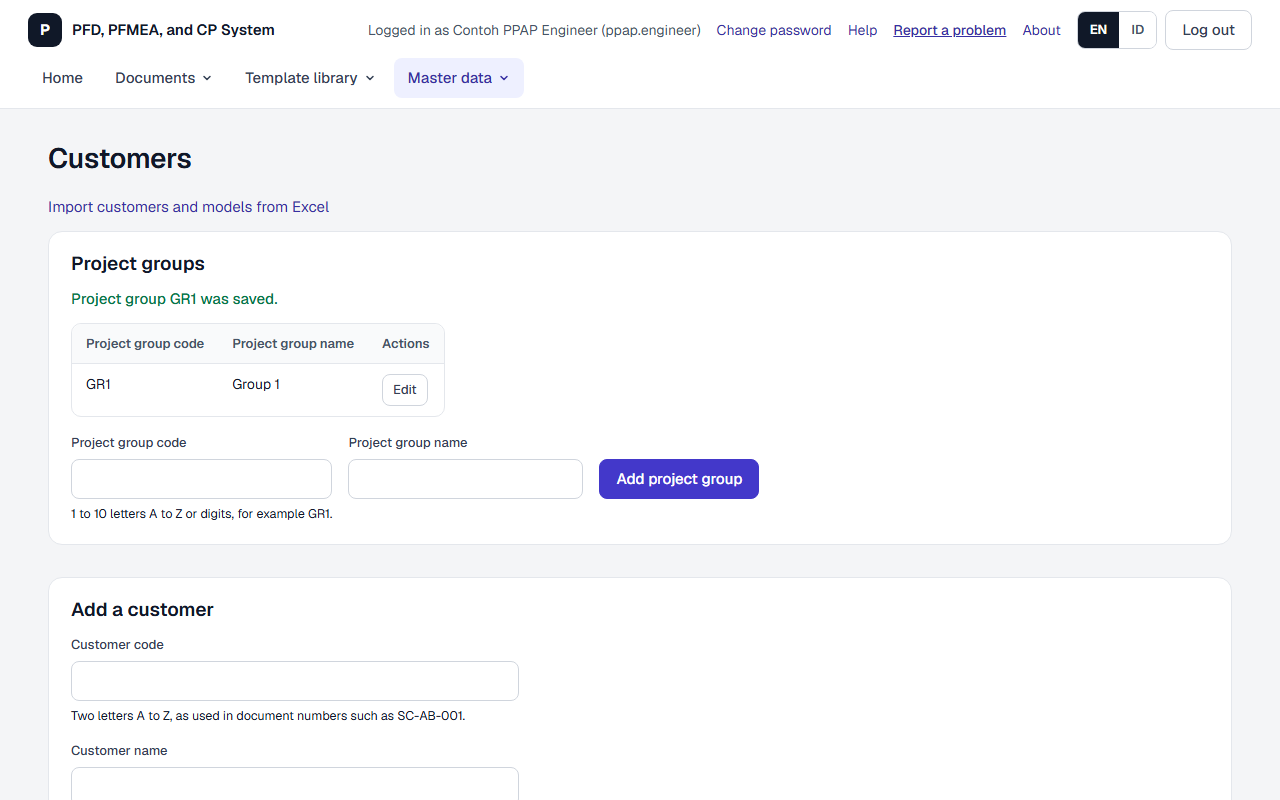 P
PFD, PFMEA, and CP System
Logged in as Contoh PPAP Engineer (ppap.engineer)
Change password
Help
Report a problem
About
EN
ID
Log out
Home
Documents
Template library
Master data
Customers
Import customers and models from Excel
Project groups
Project group GR1 was saved.
Project group code
Project group name
Actions
GR1
Group 1
Edit
Project group code
Project group name
Add project group
1 to 10 letters A to Z or digits, for example GR1.
Add a customer
Customer code
Two letters A to Z, as used in document numbers such as SC-AB-001.
Customer name